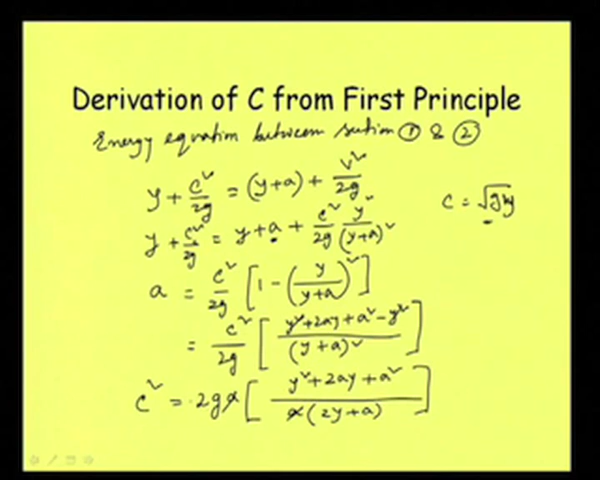 Derivation of C from First Principle
Energy equation between section ① & ②
y + c²/2g = (y+a) + V²/2g
c = √gy
y + c²/2g = y+a + c²/2g y²/(y+a)²
a = c²/2g [1 - (y/(y+a))²]
= c²/2g [(y²+2ay+a²-y²)/(y+a)²]
c² = 2ga [(y²+2ay+a²)/(a(2y+a))]